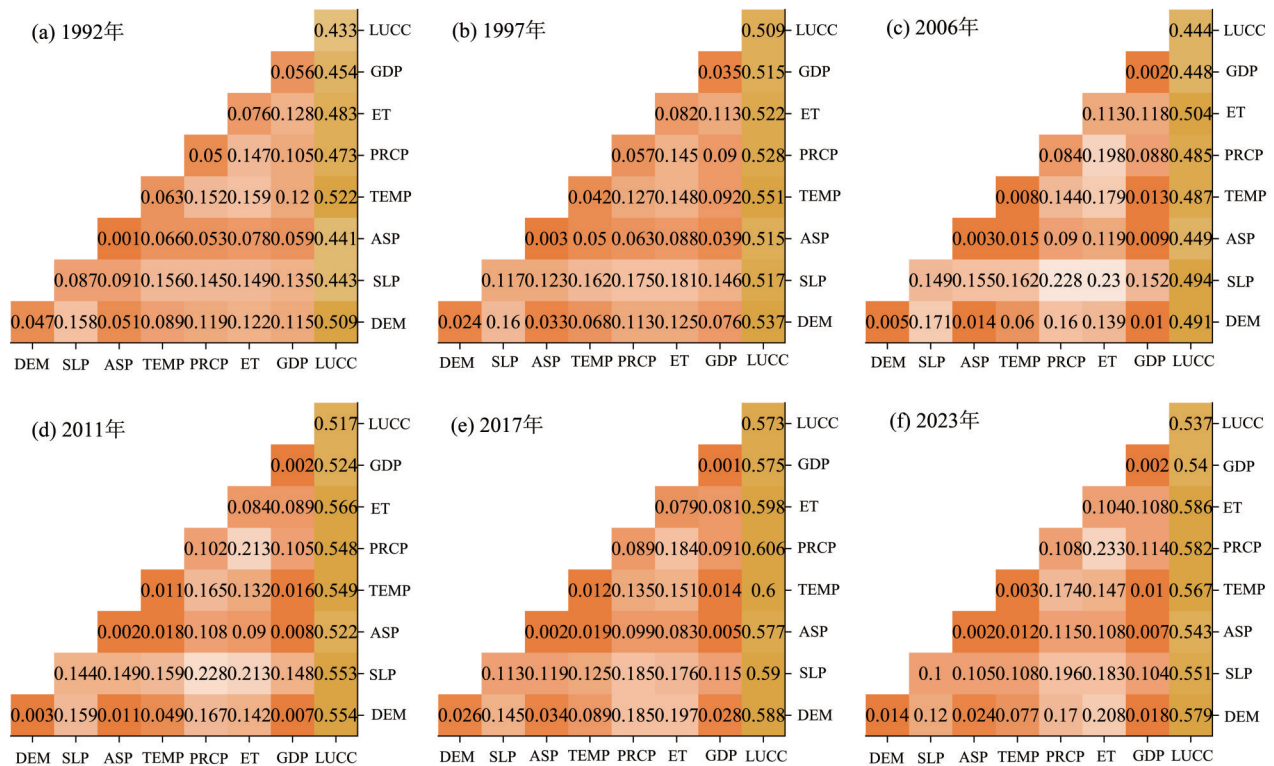 (a) 1992年
0.433 LUCC
0.056 0.454 GDP
0.076 0.128 0.483 ET
0.05 0.147 0.105 0.473 PRCP
0.063 0.152 0.159 0.12 0.522 TEMP
0.001 0.066 0.053 0.078 0.059 0.441 ASP
0.087 0.091 0.156 0.145 0.149 0.135 0.443 SLP
0.047 0.158 0.051 0.089 0.119 0.122 0.115 0.509 DEM
DEM SLP ASP TEMP PRCP ET GDP LUCC
(b) 1997年
0.509 LUCC
0.035 0.515 GDP
0.082 0.113 0.522 ET
0.057 0.145 0.09 0.528 PRCP
0.042 0.127 0.148 0.092 0.551 TEMP
0.003 0.05 0.063 0.088 0.039 0.515 ASP
0.117 0.123 0.162 0.175 0.181 0.146 0.517 SLP
0.024 0.16 0.033 0.068 0.113 0.125 0.076 0.537 DEM
DEM SLP ASP TEMP PRCP ET GDP LUCC
(c) 2006年
0.444 LUCC
0.002 0.448 GDP
0.113 0.118 0.504 ET
0.084 0.198 0.088 0.485 PRCP
0.008 0.144 0.179 0.013 0.487 TEMP
0.003 0.015 0.09 0.119 0.009 0.449 ASP
0.149 0.155 0.162 0.228 0.23 0.152 0.494 SLP
0.005 0.171 0.014 0.06 0.16 0.139 0.01 0.491 DEM
DEM SLP ASP TEMP PRCP ET GDP LUCC
(d) 2011年
0.517 LUCC
0.002 0.524 GDP
0.084 0.089 0.566 ET
0.102 0.213 0.105 0.548 PRCP
0.011 0.165 0.132 0.016 0.549 TEMP
0.002 0.018 0.108 0.09 0.008 0.522 ASP
0.144 0.149 0.159 0.228 0.213 0.148 0.553 SLP
0.003 0.159 0.011 0.049 0.167 0.142 0.007 0.554 DEM
DEM SLP ASP TEMP PRCP ET GDP LUCC
(e) 2017年
0.573 LUCC
0.001 0.575 GDP
0.079 0.081 0.598 ET
0.089 0.184 0.091 0.606 PRCP
0.012 0.135 0.151 0.014 0.6 TEMP
0.002 0.019 0.099 0.083 0.005 0.577 ASP
0.113 0.119 0.125 0.185 0.176 0.115 0.59 SLP
0.026 0.145 0.034 0.089 0.185 0.197 0.028 0.588 DEM
DEM SLP ASP TEMP PRCP ET GDP LUCC
(f) 2023年
0.537 LUCC
0.002 0.54 GDP
0.104 0.108 0.586 ET
0.108 0.233 0.114 0.582 PRCP
0.003 0.174 0.147 0.01 0.567 TEMP
0.002 0.012 0.115 0.108 0.007 0.543 ASP
0.1 0.105 0.108 0.196 0.183 0.104 0.551 SLP
0.014 0.12 0.024 0.077 0.17 0.208 0.018 0.579 DEM
DEM SLP ASP TEMP PRCP ET GDP LUCC